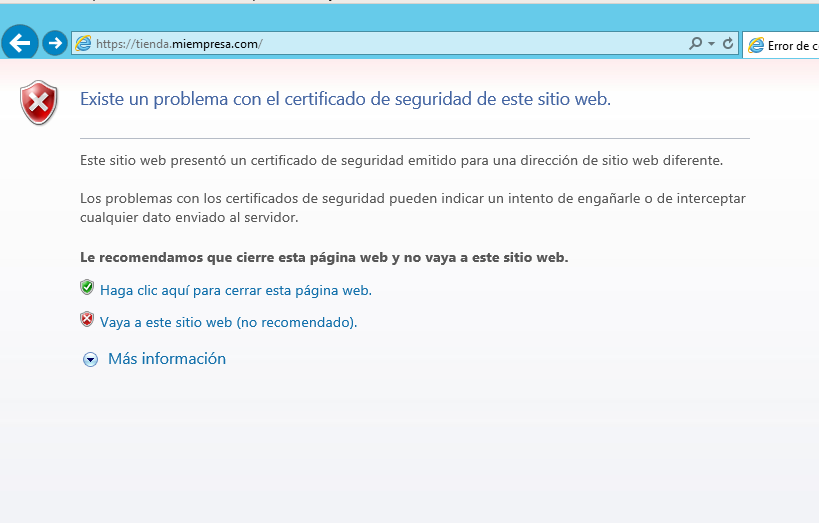 https://tienda.miempresa.com/
Error de c
Existe un problema con el certificado de seguridad de este sitio web.
Este sitio web presentó un certificado de seguridad emitido para una dirección de sitio web diferente.
Los problemas con los certificados de seguridad pueden indicar un intento de engañarle o de interceptar
cualquier dato enviado al servidor.
Le recomendamos que cierre esta página web y no vaya a este sitio web.
Haga clic aquí para cerrar esta página web.
Vaya a este sitio web (no recomendado).
Más información